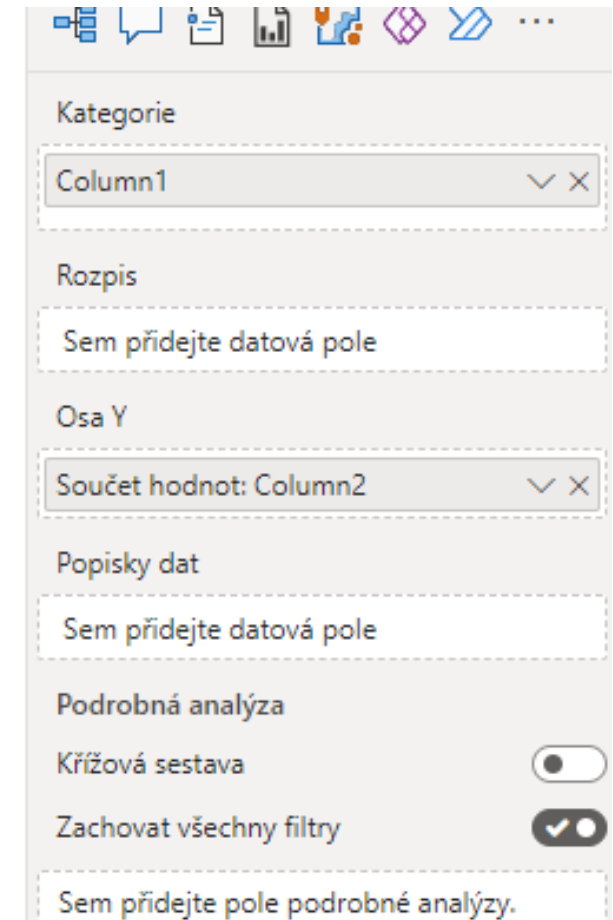 Kategorie
Column1
Rozpis
Sem přidejte datová pole
Osa Y
Součet hodnot: Column2
Popisky dat
Sem přidejte datová pole
Podrobná analýza
Křížová sestava
Zachovat všechny filtry
Sem přidejte pole podrobné analýzy.